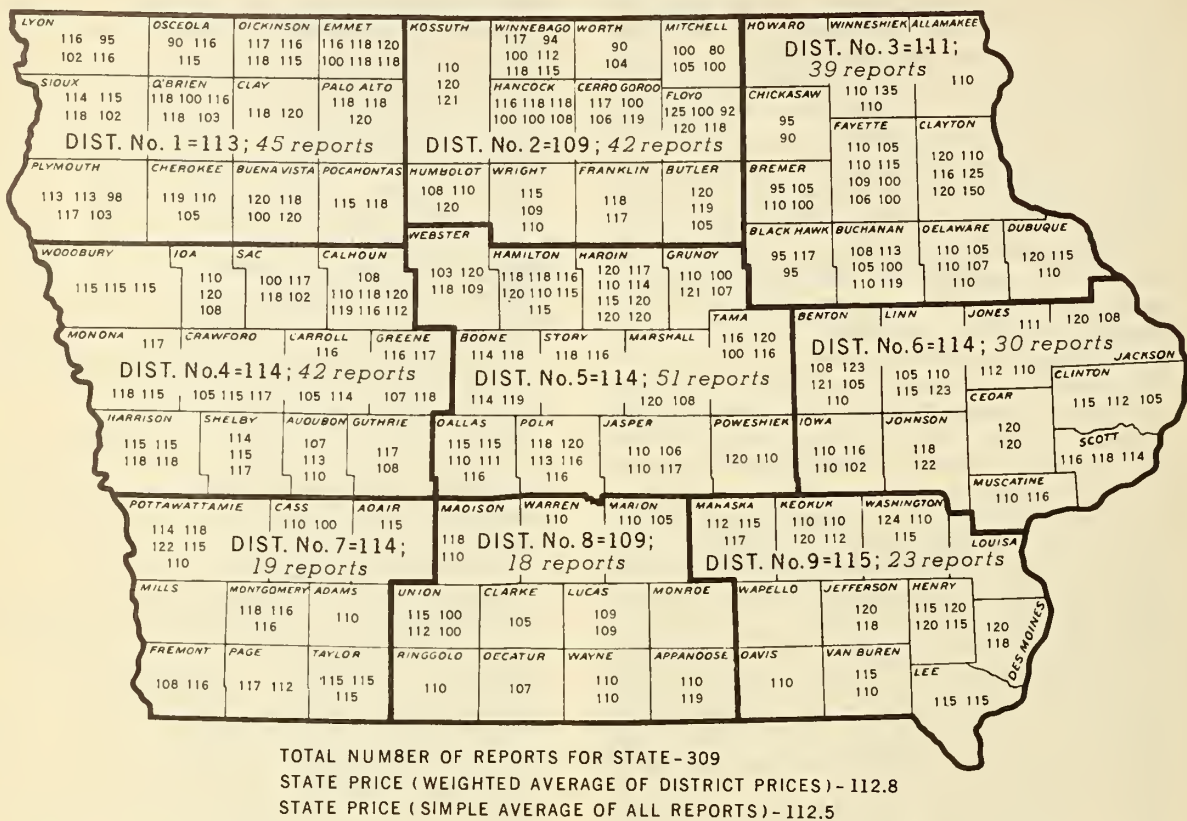 LYON OSCEOLA DICKINSON EMMET KOSSUTH WINNEBAGO WORTH MITCHELL HOWARD WINNESHIEK ALLAMAKEE
116 95 90 116 117 116 116 118 120 110 117 94 90 100 80 DIST. No. 3=111;
102 116 115 118 115 100 118 118 120 100 112 104 105 100 39 reports
121 118 115 110 135 110
110
SIOUX O'BRIEN CLAY PALO ALTO HANCOCK CERRO GORDO FLOYD CHICKASAW FAYETTE CLAYTON
114 115 118 100 116 118 120 118 118 116 118 118 117 100 125 100 92 95 110 105 120 110
118 102 118 103 120 100 100 108 106 119 120 118 90 110 115 116 125
DIST. No. 1=113; 45 reports DIST. No. 2=109; 42 reports 109 100 120 150
106 100
PLYMOUTH CHEROKEE BUENA VISTA POCAHONTAS HUMBOLDT WRIGHT FRANKLIN BUTLER BREMER
113 113 98 119 110 120 118 115 118 108 110 115 118 120 95 105
117 103 105 100 120 120 109 117 119 110 100
110 105
WOODBURY IDA SAC CALHOUN WEBSTER HAMILTON HARDIN GRUNDY BLACK HAWK BUCHANAN DELAWARE DUBUQUE
115 115 115 110 100 117 108 103 120 118 118 116 120 117 110 100 95 117 108 113 110 105 120 115
120 118 102 110 118 120 118 109 120 110 115 110 114 121 107 95 105 100 110 107 110
108 119 116 112 115 115 120 110 119 110
120 120
MONONA CRAWFORD CARROLL GREENE BOONE STORY MARSHALL TAMA BENTON LINN JONES JACKSON
117 116 116 117 114 118 118 116 116 120 111 120 108
100 116
DIST. No. 4=114; 42 reports DIST. No. 5=114; 51 reports DIST. No. 6=114; 30 reports
118 115 105 115 117 105 114 107 118 114 119 120 108 108 123 105 110 112 110
121 105 115 123
110
HARRISON SHELBY AUDUBON GUTHRIE DALLAS POLK JASPER POWESHIEK IOWA JOHNSON CEDAR CLINTON
115 115 114 107 117 115 115 118 120 110 106 120 110 110 116 118 120 115 112 105
118 118 115 113 108 110 111 113 116 110 117 110 102 122 120
117 110 116 116
SCOTT
116 118 114
MUSCATINE
110 116
POTTAWATTAMIE CASS ADAIR MADISON WARREN MARION MAHASKA KEOKUK WASHINGTON LOUISA
114 118 110 100 115 118 110 110 105 112 115 110 110 124 110
122 115 110 117 120 112 115
110
DIST. No. 7=114; DIST. No. 8=109; DIST. No. 9=115; 23 reports
19 reports 18 reports
MILLS MONTGOMERY ADAMS UNION CLARKE LUCAS MONROE WAPELLO JEFFERSON HENRY DES MOINES
118 116 110 115 100 105 109 120 115 120 120
116 112 100 109 118 120 115 118
FREMONT PAGE TAYLOR RINGGOLD DECATUR WAYNE APPANOOSE DAVIS VAN BUREN LEE
108 116 117 112 115 115 110 107 110 110 110 115 115 115
115 110 119 110
TOTAL NUMBER OF REPORTS FOR STATE-309
STATE PRICE (WEIGHTED AVERAGE OF DISTRICT PRICES)-112.8
STATE PRICE (SIMPLE AVERAGE OF ALL REPORTS)-112.5